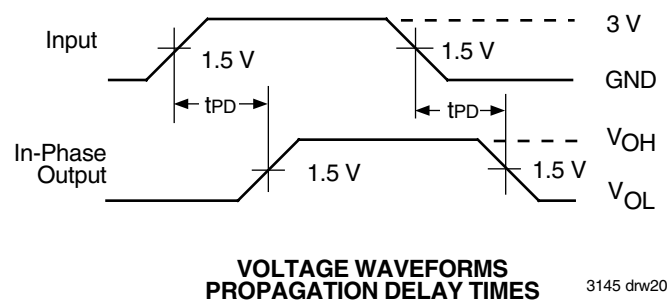 Input
1.5 V
1.5 V
3 V
GND
tPD
tPD
In-Phase
Output
1.5 V
1.5 V
VOH
VOL
VOLTAGE WAVEFORMS
PROPAGATION DELAY TIMES
3145 drw20